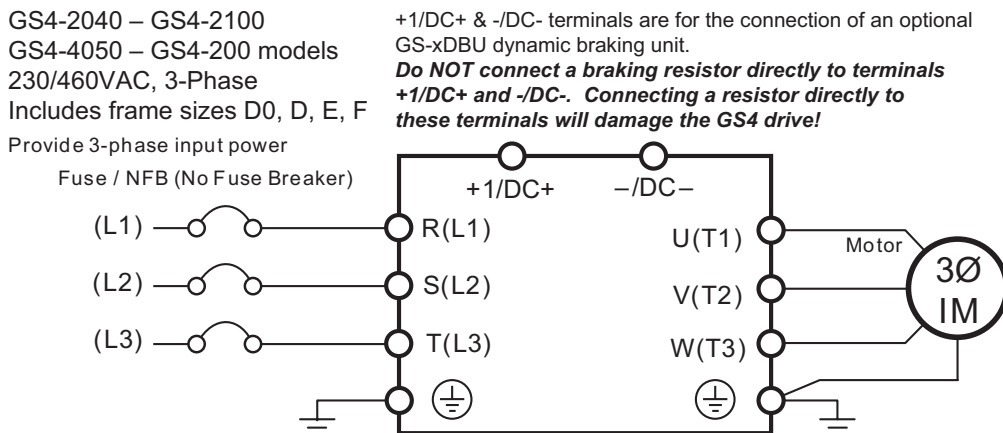 GS4-2040 – GS4-2100
GS4-4050 – GS4-200 models
230/460VAC, 3-Phase
Includes frame sizes D0, D, E, F
Provide 3-phase input power
Fuse / NFB (No Fuse Breaker)
+1/DC+ & -/DC- terminals are for the connection of an optional
GS-xDBU dynamic braking unit.
Do NOT connect a braking resistor directly to terminals
+1/DC+ and -/DC-. Connecting a resistor directly to
these terminals will damage the GS4 drive!
+1/DC+
–/DC–
(L1)
R(L1)
U(T1)
Motor
(L2)
S(L2)
V(T2)
3Ø
IM
(L3)
T(L3)
W(T3)